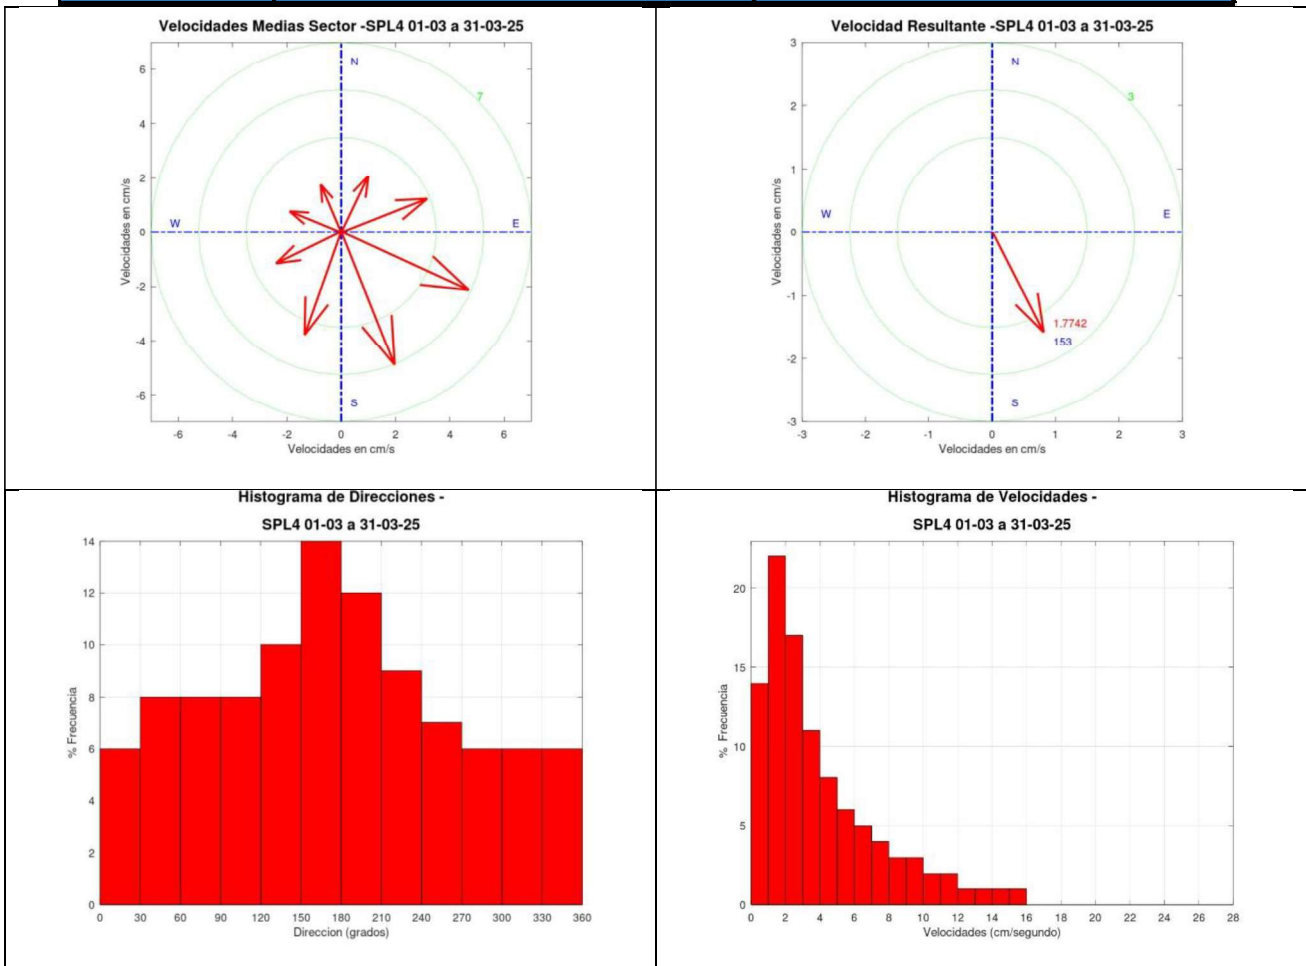 Velocidades Medias Sector -SPL4 01-03 a 31-03-25
6
4
2
0
-2
-4
-6
Velocidades en cm/s
N
7
W
E
S
-6 -4 -2 0 2 4 6
Velocidades en cm/s
Velocidad Resultante -SPL4 01-03 a 31-03-25
3
2
1
0
-1
-2
-3
Velocidades en cm/s
N
3
W
E
1.7742
153
S
-3 -2 -1 0 1 2 3
Velocidades en cm/s
Histograma de Direcciones -
SPL4 01-03 a 31-03-25
14
12
10
8
6
4
2
0
% Frecuencia
0 30 60 90 120 150 180 210 240 270 300 330 360
Direccion (grados)
Histograma de Velocidades -
SPL4 01-03 a 31-03-25
20
15
10
5
0
% Frecuencia
0 2 4 6 8 10 12 14 16 18 20 22 24 26 28
Velocidades (cm/segundo)